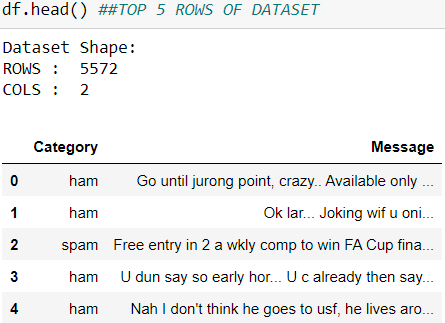 df.head() ##TOP 5 ROWS OF DATASET
Dataset Shape:
ROWS :  5572
COLS :  2
Category Message
0 ham Go until jurong point, crazy.. Available only ...
1 ham Ok lar... Joking wif u oni...
2 spam Free entry in 2 a wkly comp to win FA Cup fina...
3 ham U dun say so early hor... U c already then say...
4 ham Nah I don't think he goes to usf, he lives aro...